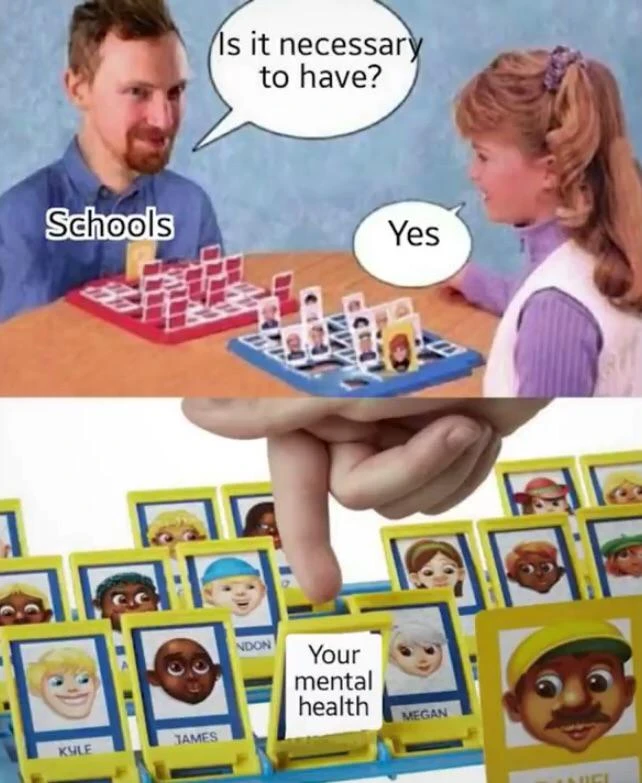 Is it necessary
to have?
Schools
Yes
NDON
Your
mental
health
MEGAN
JAMES
KYLE